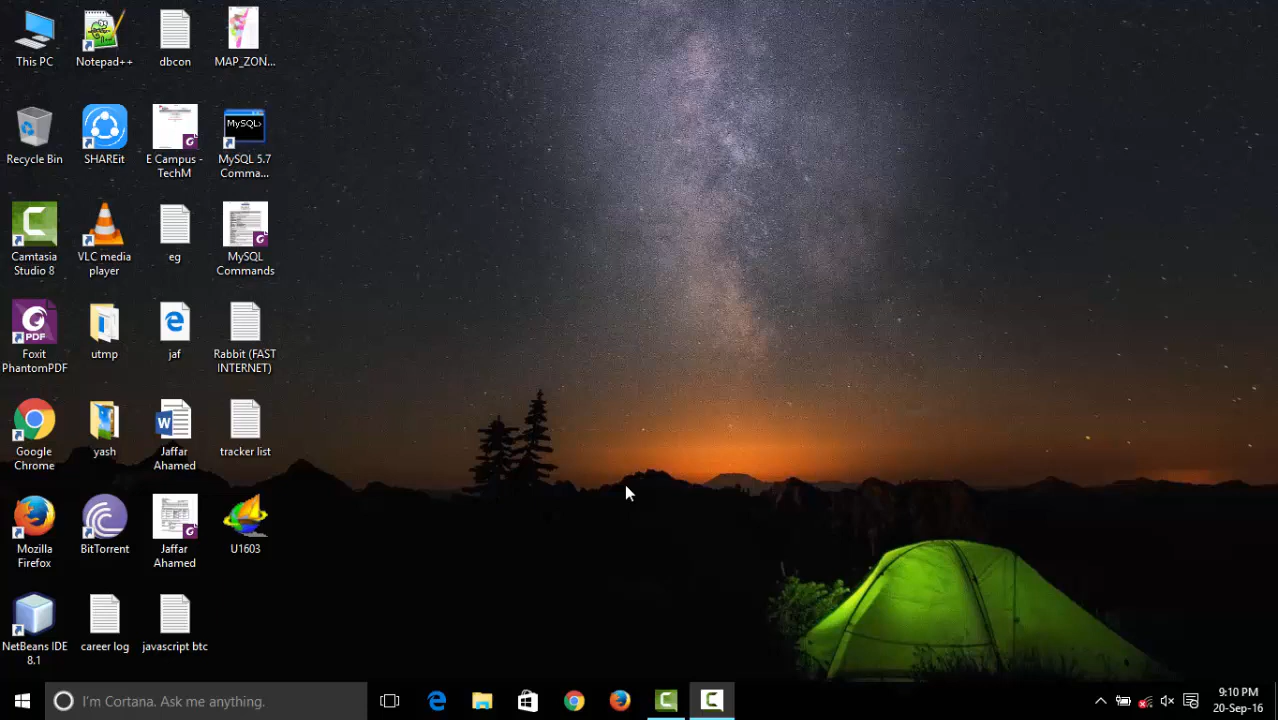 This PC
Notepad++
dbcon
MAP_ZON...
Recycle Bin
SHAREit
E Campus -
TechM
MySQL>
MySQL 5.7
Comma...
Camtasia
Studio 8
VLC media
player
eg
MySQL
Commands
PDF
Foxit
PhantomPDF
utmp
jaf
Rabbit (FAST
INTERNET)
Google
Chrome
yash
W
Jaffar
Ahamed
tracker list
Mozilla
Firefox
BitTorrent
Jaffar
Ahamed
U1603
NetBeans IDE
8.1
career log
javascript btc
I'm Cortana. Ask me anything.
9:10 PM
20-Sep-16